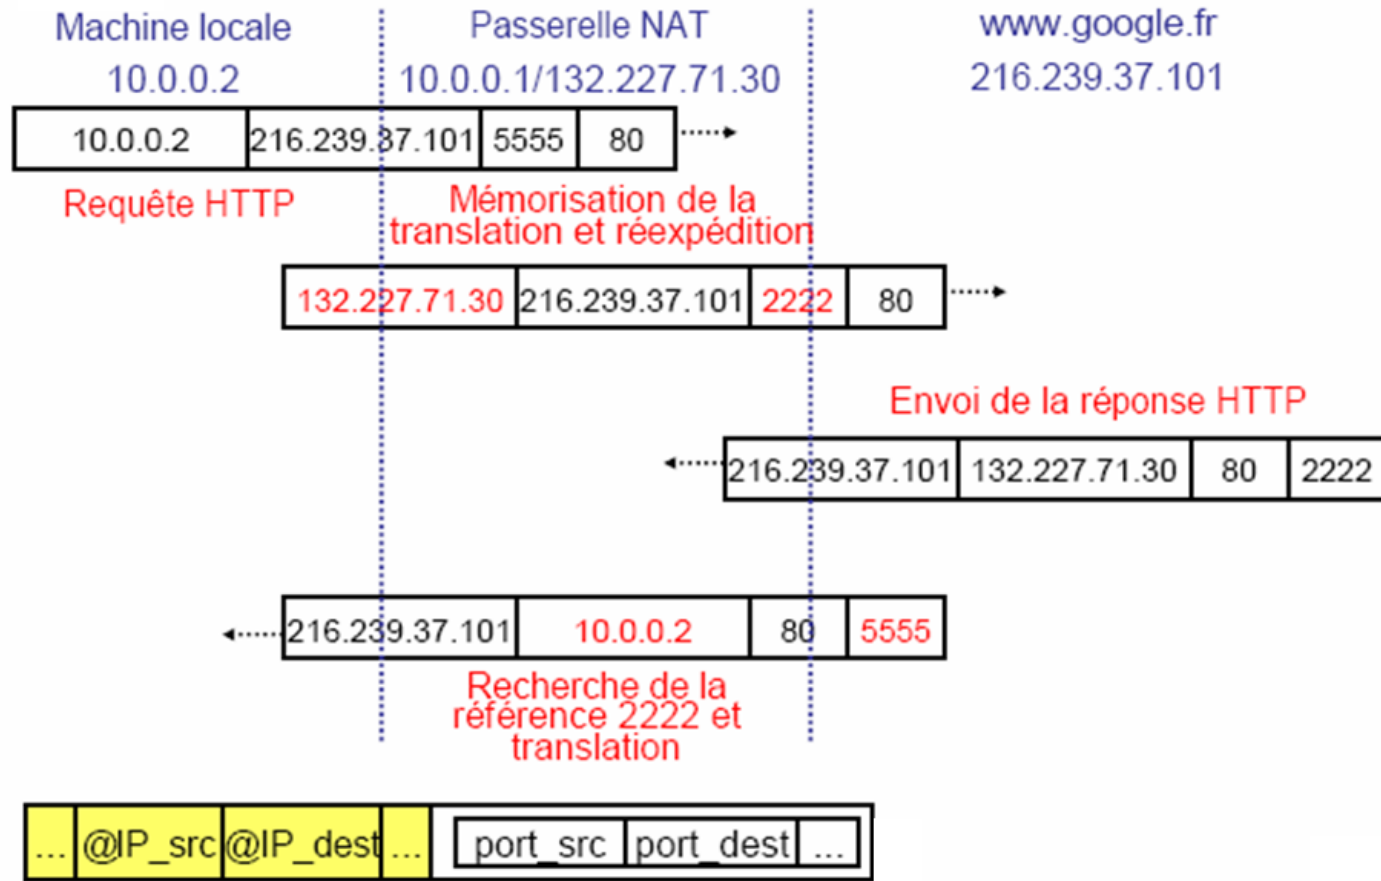 Machine locale
Passerelle NAT
www.google.fr
10.0.0.2
10.0.0.1/132.227.71.30
216.239.37.101
10.0.0.2 216.239.37.101 5555 80
Requête HTTP
Mémorisation de la
translation et réexpédition
132.227.71.30 216.239.37.101 2222 80
Envoi de la réponse HTTP
216.239.37.101 132.227.71.30 80 2222
216.239.37.101 10.0.0.2 80 5555
Recherche de la
référence 2222 et
translation
... @IP_src @IP_dest ... port_src port_dest ...